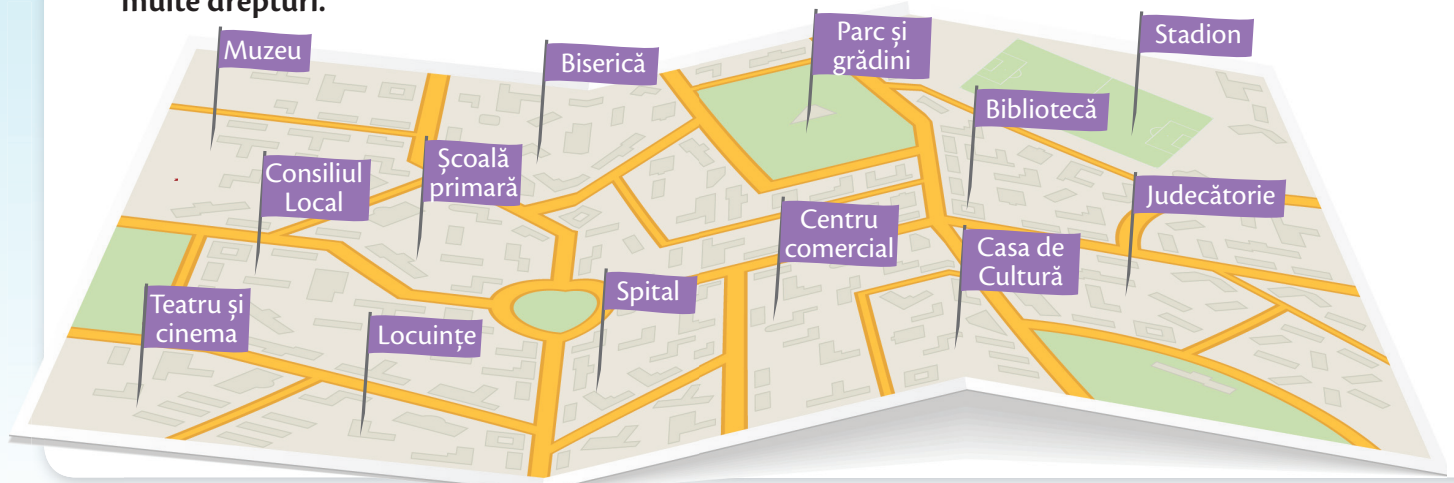 multe drepturi.
Muzeu
Biserică
Parc și
grădini
Stadion
Bibliotecă
Consiliul
Local
Școală
primară
Centru
comercial
Judecătorie
Casa de
Cultură
Teatru și
cinema
Locuințe
Spital